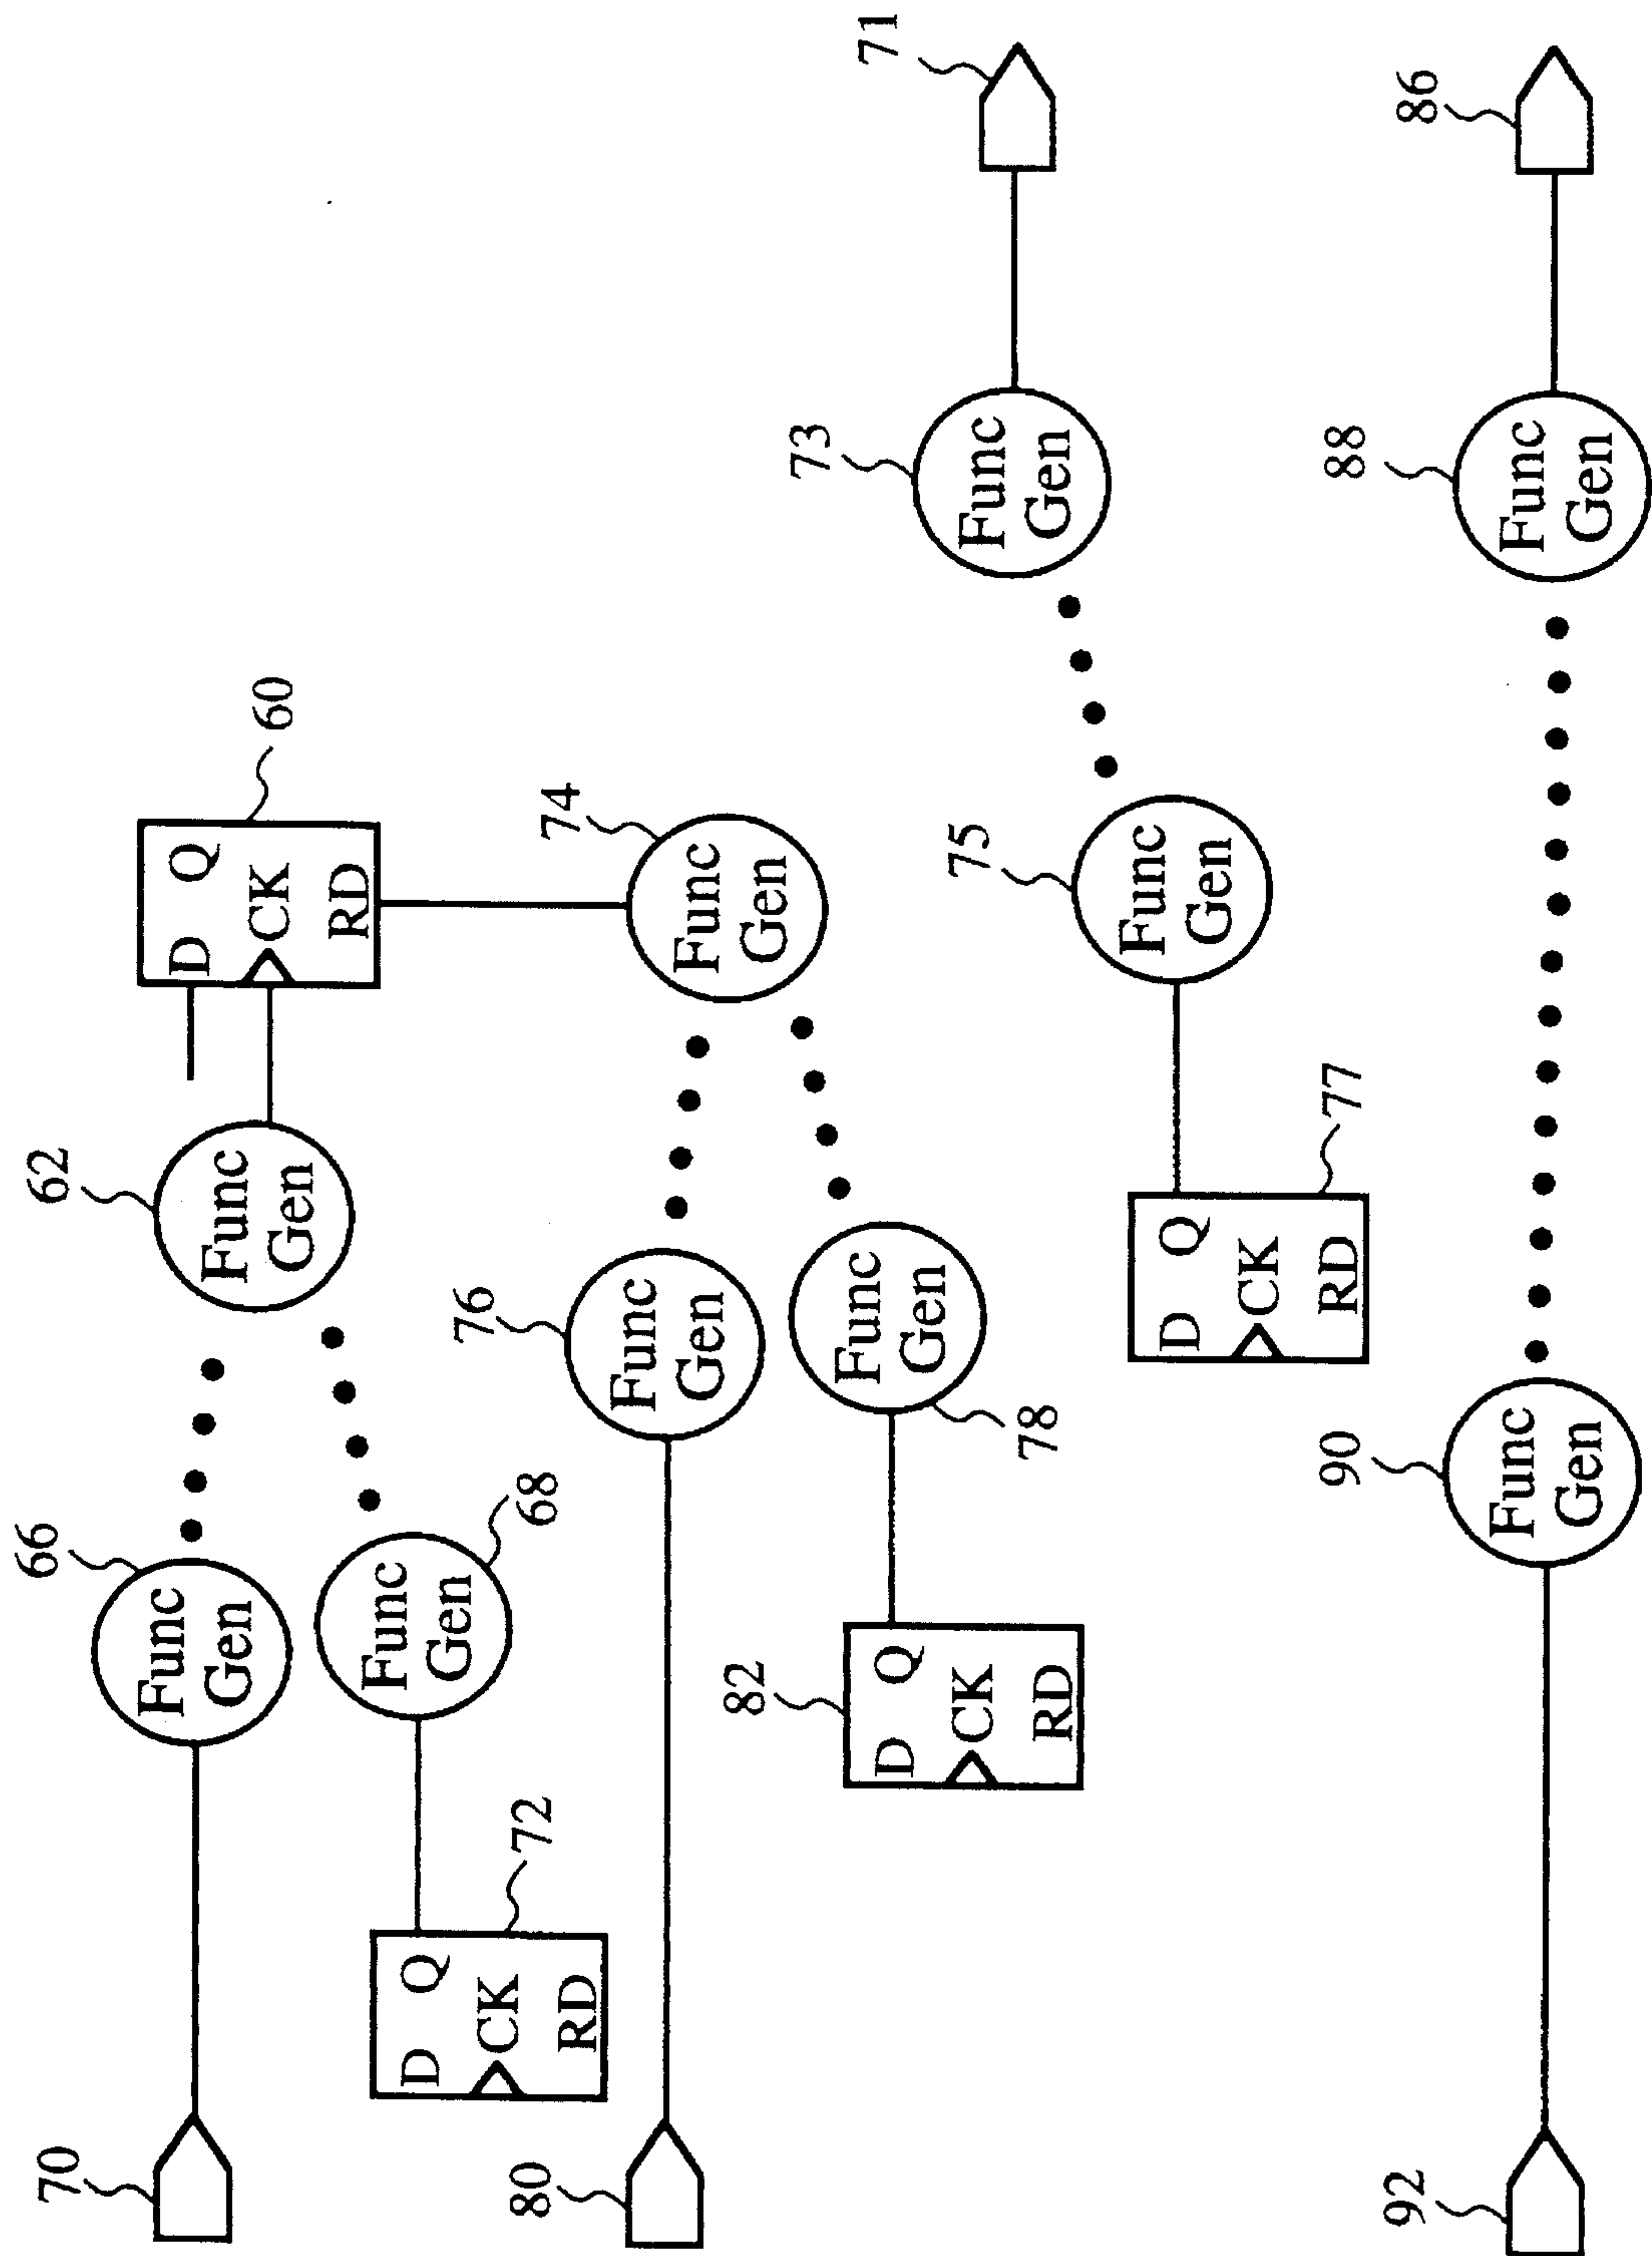 70
66
Func
Gen
62
Func
Gen
D Q
CK
RD
60
68
Func
Gen
D Q
CK
RD
72
80
76
Func
Gen
74
Func
Gen
82
D Q
CK
RD
78
Func
Gen
71
73
Func
Gen
75
Func
Gen
D Q
CK
RD
77
92
90
Func
Gen
88
Func
Gen
86